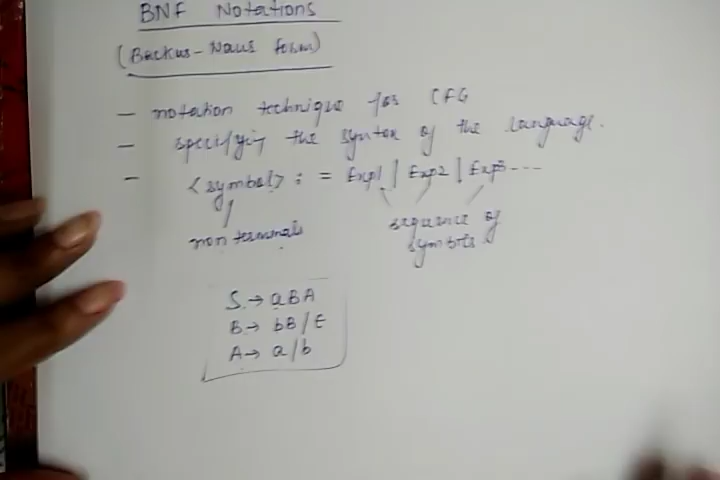 BNF Notations
(Backus-Naur form)
— notation technique for CFG
— specifying the syntax of the language.
— <symbol> : = Exp1 | Exp2 | Exp3 ---
non terminals
sequence of
symbols
S → aBA
B → bB/ε
A → a/b